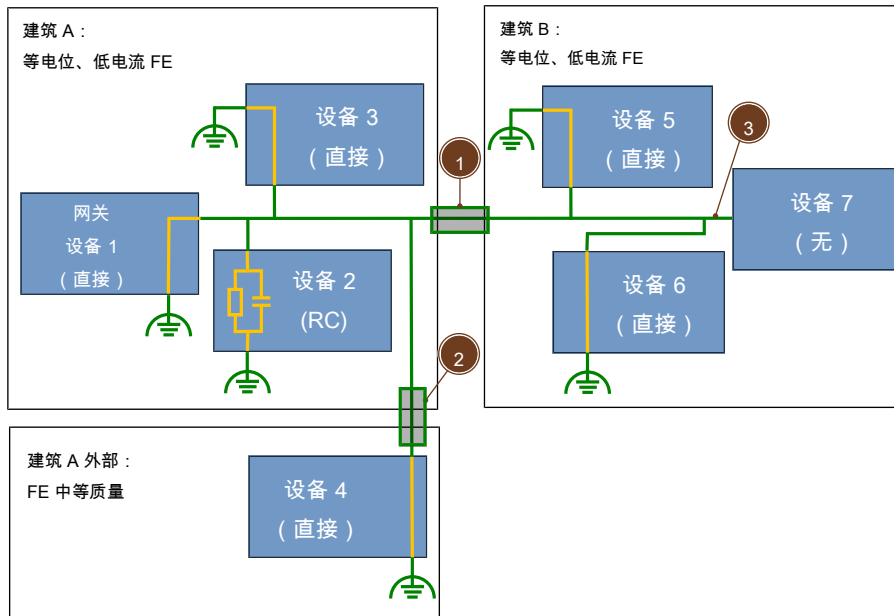 建筑 A：
等电位、低电流 FE
设备 3
（直接）
网关
设备 1
（直接）
设备 2
(RC)
1
2
建筑 B：
等电位、低电流 FE
设备 5
（直接）
3
设备 7
（无）
设备 6
（直接）
建筑 A 外部：
FE 中等质量
设备 4
（直接）